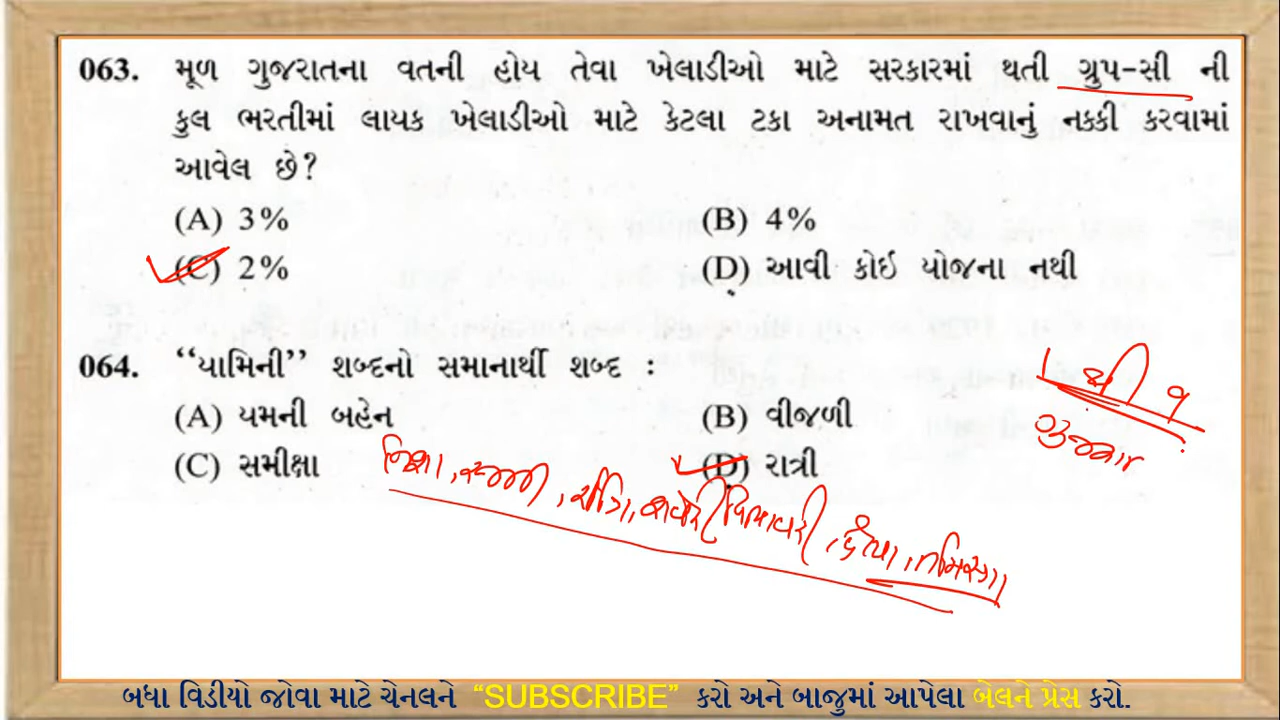 063. મૂળ ગુજરાતના વતની હોય તેવા ખેલાડીઓ માટે સરકારમાં થતી ગ્રુપ-સી ની
કુલ ભરતીમાં લાયક ખેલાડીઓ માટે કેટલા ટકા અનામત રાખવાનું નક્કી કરવામાં
આવેલ છે?
(A) 3% (B) 4%
(C) 2% (D) આવી કોઇ યોજના નથી
064. “યામિની” શબ્દનો સમાનાર્થી શબ્દ :
(A) યમની બહેન (B) વીજળી
(C) સમીક્ષા (D) રાત્રી
બધા વિડીયો જોવા માટે ચેનલને “SUBSCRIBE” કરો અને બાજુમાં આપેલા બેલને પ્રેસ કરો.